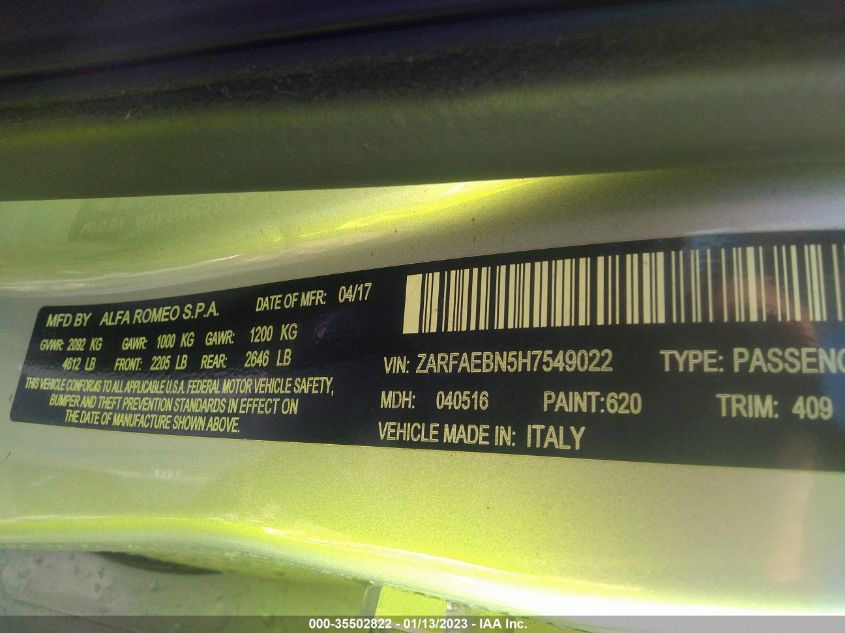 MFD BY ALFA ROMEO S.P.A. DATE OF MFR: 04/17
GVWR: 2092 KG GAWR: 1000 KG GAWR: 1200 KG
4612 LB FRONT: 2205 LB REAR: 2646 LB
THIS VEHICLE CONFORMS TO ALL APPLICABLE U.S.A. FEDERAL MOTOR VEHICLE SAFETY,
BUMPER AND THEFT PREVENTION STANDARDS IN EFFECT ON
THE DATE OF MANUFACTURE SHOWN ABOVE.
VIN: ZARFAEBN5H7549022 TYPE: PASSENG
MDH: 040516 PAINT:620 TRIM: 409
VEHICLE MADE IN: ITALY
000-35502822 - 01/13/2023 - IAA Inc.